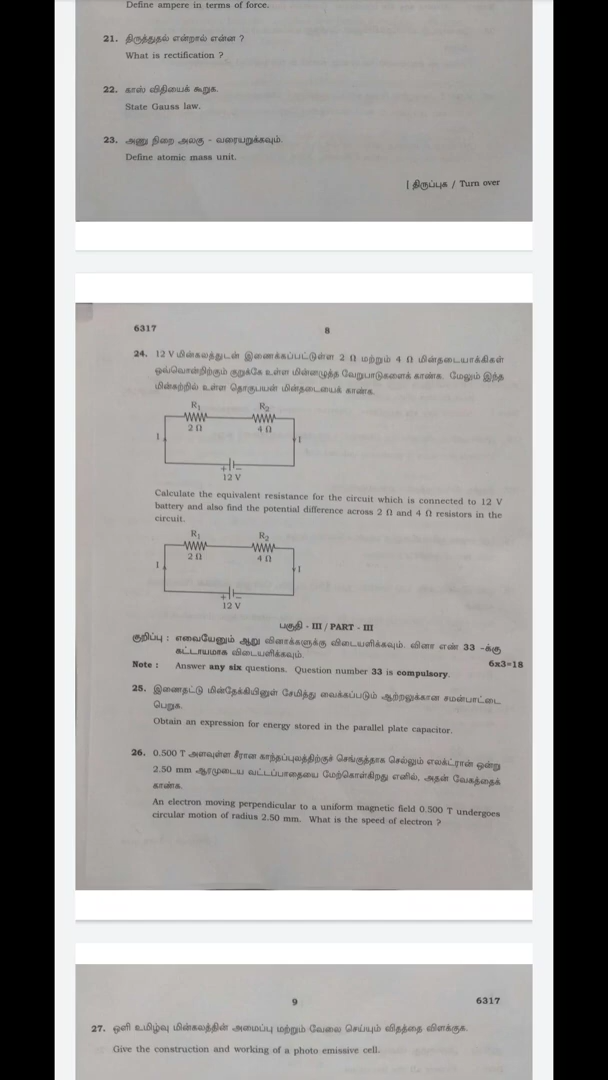 Define ampere in terms of force.
21. திருத்துதல் என்றால் என்ன ?
What is rectification ?
22. காஸ் விதியைக் கூறுக.
State Gauss law.
23. அணு நிறை அலகு - வரையறுக்கவும்.
Define atomic mass unit.
[ திருப்புக / Turn over
6317
8
24. 12 V மின்கலத்துடன் இணைக்கப்பட்டுள்ள 2 Ω மற்றும் 4 Ω மின்தடையாக்கிகள்
ஒவ்வொன்றிற்கும் குறுக்கே உள்ள மின்னழுத்த வேறுபாடுகளைக் காண்க. மேலும் இந்த
மின்சுற்றில் உள்ள தொகுபயன் மின்தடையைக் காண்க.
R₁ R₂
2 Ω 4 Ω
I I
+ −
12 V
Calculate the equivalent resistance for the circuit which is connected to 12 V
battery and also find the potential difference across 2 Ω and 4 Ω resistors in the
circuit.
R₁ R₂
2 Ω 4 Ω
I I
+ −
12 V
பகுதி - III / PART - III
குறிப்பு : எவையேனும் ஆறு வினாக்களுக்கு விடையளிக்கவும். வினா எண் 33 -க்கு
கட்டாயமாக விடையளிக்கவும்.
6x3=18
Note : Answer any six questions. Question number 33 is compulsory.
25. இணைதட்டு மின்தேக்கியினுள் சேமித்து வைக்கப்படும் ஆற்றலுக்கான சமன்பாட்டை
பெறுக.
Obtain an expression for energy stored in the parallel plate capacitor.
26. 0.500 T அளவுள்ள சீரான காந்தப்புலத்திற்குச் செங்குத்தாக செல்லும் எலக்ட்ரான் ஒன்று
2.50 mm ஆரமுடைய வட்டப்பாதையை மேற்கொள்கிறது எனில், அதன் வேகத்தைக்
காண்க.
An electron moving perpendicular to a uniform magnetic field 0.500 T undergoes
circular motion of radius 2.50 mm. What is the speed of electron ?
9
6317
27. ஒளி உமிழ்வு மின்கலத்தின் அமைப்பு மற்றும் வேலை செய்யும் விதத்தை விளக்குக.
Give the construction and working of a photo emissive cell.